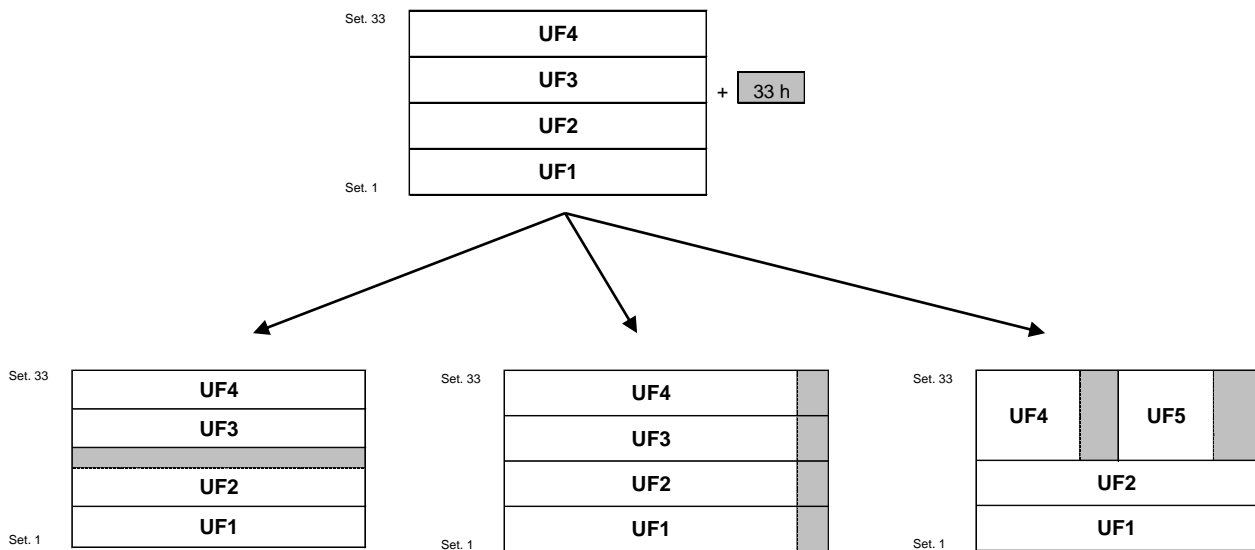 Set. 33
UF4
UF3
+ 33 h
UF2
UF1
Set. 1
Set. 33
UF4
UF3
UF2
UF1
Set. 1
Set. 33
UF4
UF3
UF2
UF1
Set. 1
Set. 33
UF4 UF5
UF2
UF1
Set. 1